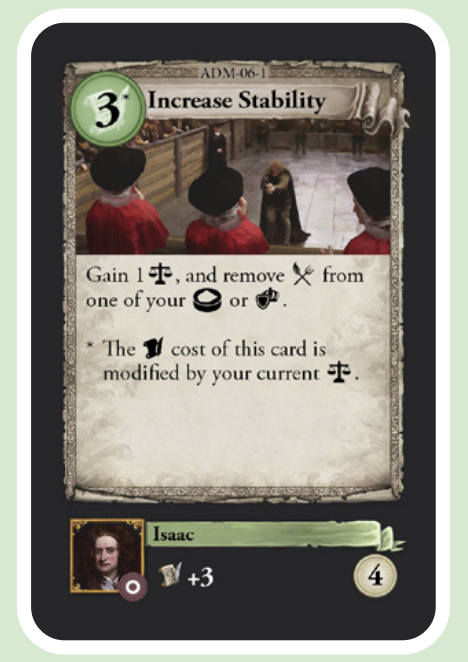 ADM-06-1
3* Increase Stability
Gain 1 , and remove from
one of your or .
* The cost of this card is
modified by your current .
Isaac
+3
4